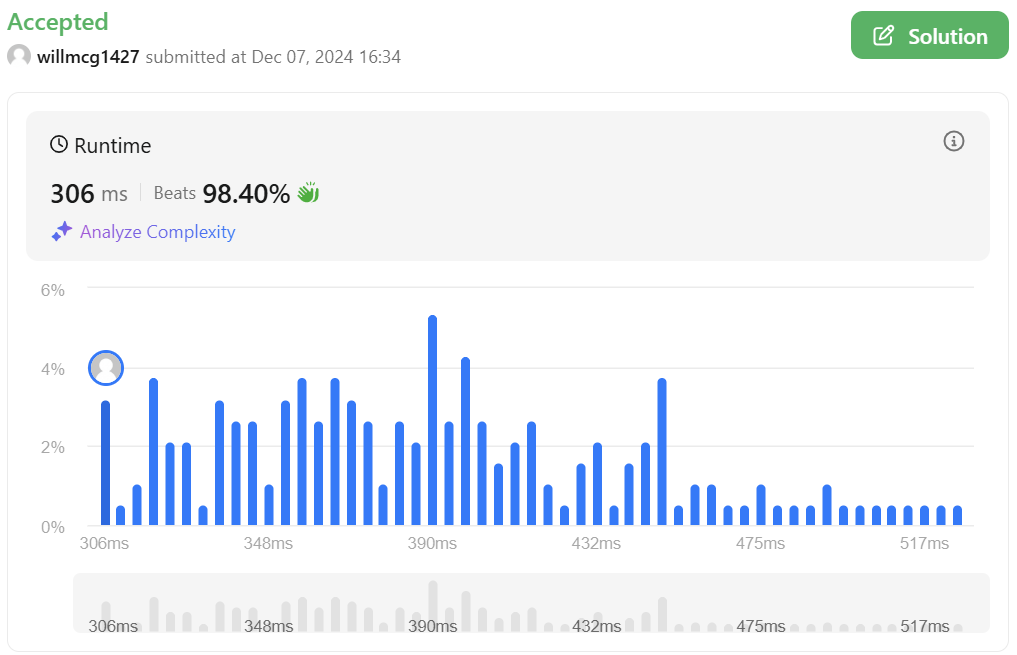 Accepted
willmcg1427 submitted at Dec 07, 2024 16:34
Solution
Runtime
306 ms Beats 98.40%
Analyze Complexity
6%
4%
2%
0%
306ms 348ms 390ms 432ms 475ms 517ms
306ms 348ms 390ms 432ms 475ms 517ms